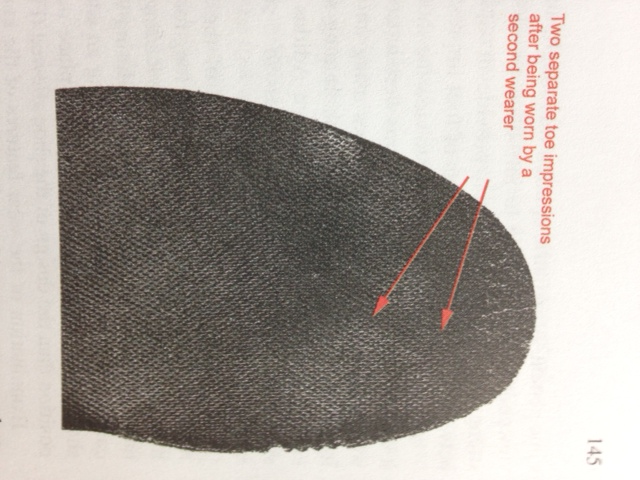 Two separate toe impressions
after being worn by a
second wearer
145